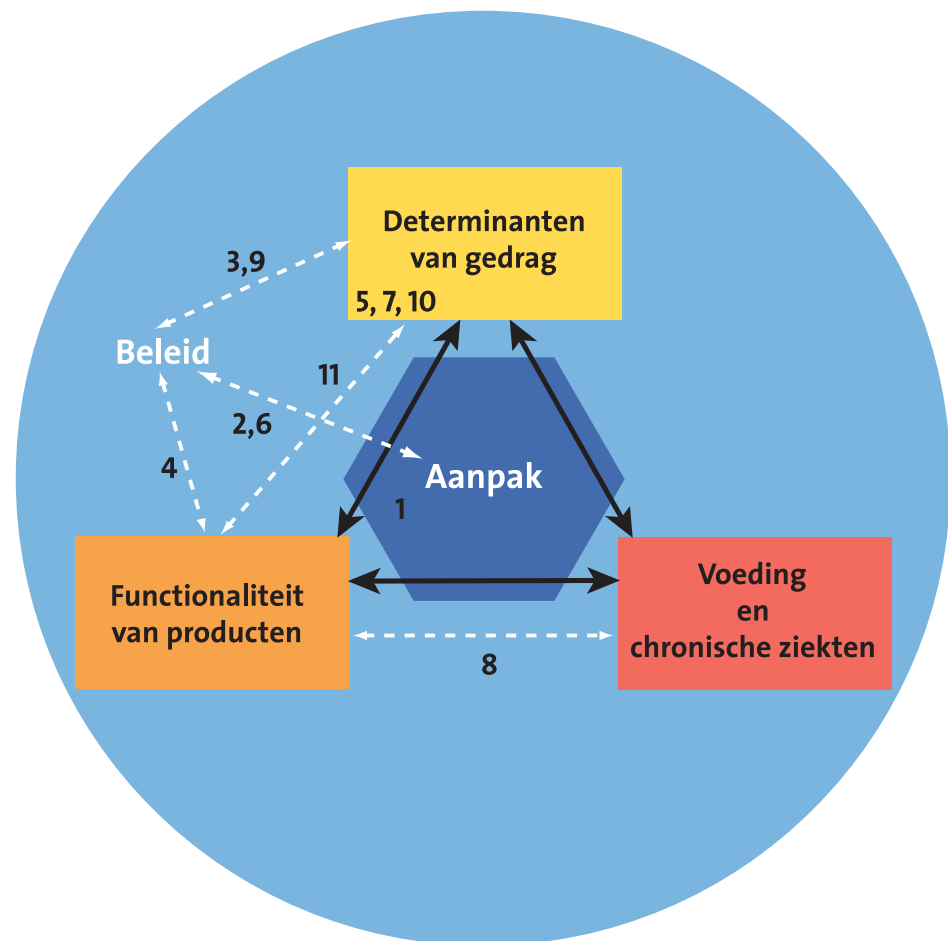 Determinanten
van gedrag
3,9
5, 7, 10
Beleid
11
2,6
4
Aanpak
1
Functionaliteit
van producten
Voeding
en
chronische ziekten
8